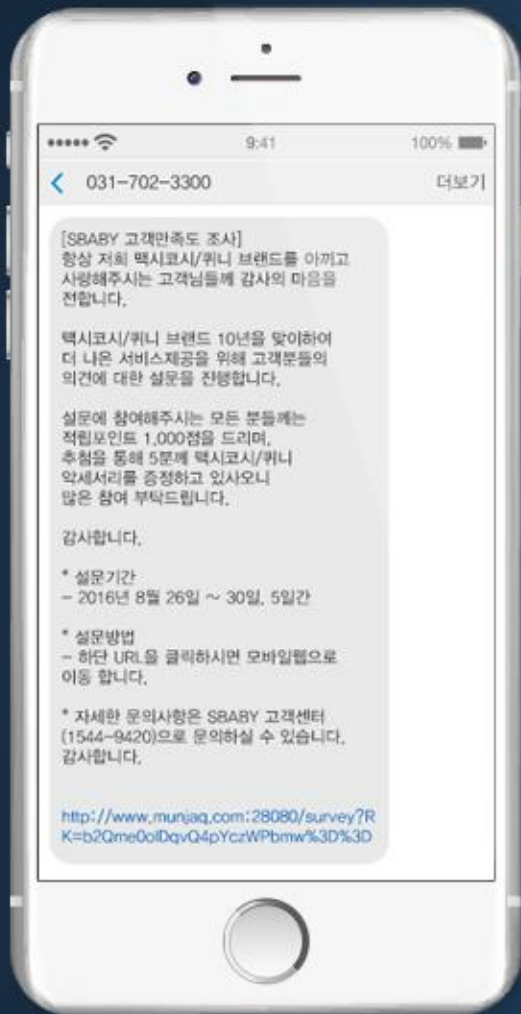 9:41
100%
031-702-3300
더보기
[SBABY 고객만족도 조사]
항상 저희 맥시코시/퀴니 브랜드를 아끼고
사랑해주시는 고객님들께 감사의 마음을
전합니다.
맥시코시/퀴니 브랜드 10년을 맞이하여
더 나은 서비스제공을 위해 고객분들의
의견에 대한 설문을 진행합니다.
설문에 참여해주시는 모든 분들께는
적립포인트 1,000점을 드리며,
추첨을 통해 5분께 맥시코시/퀴니
악세서리를 증정하고 있사오니
많은 참여 부탁드립니다.
감사합니다.
* 설문기간
- 2016년 8월 26일 ~ 30일, 5일간
* 설문방법
- 하단 URL을 클릭하시면 모바일웹으로
이동 합니다.
* 자세한 문의사항은 SBABY 고객센터
(1544-9420)으로 문의하실 수 있습니다.
감사합니다.
http://www.munjaq.com:28080/survey?R
K=b2Qme0olDqvQ4pYczWPbmw%3D%3D